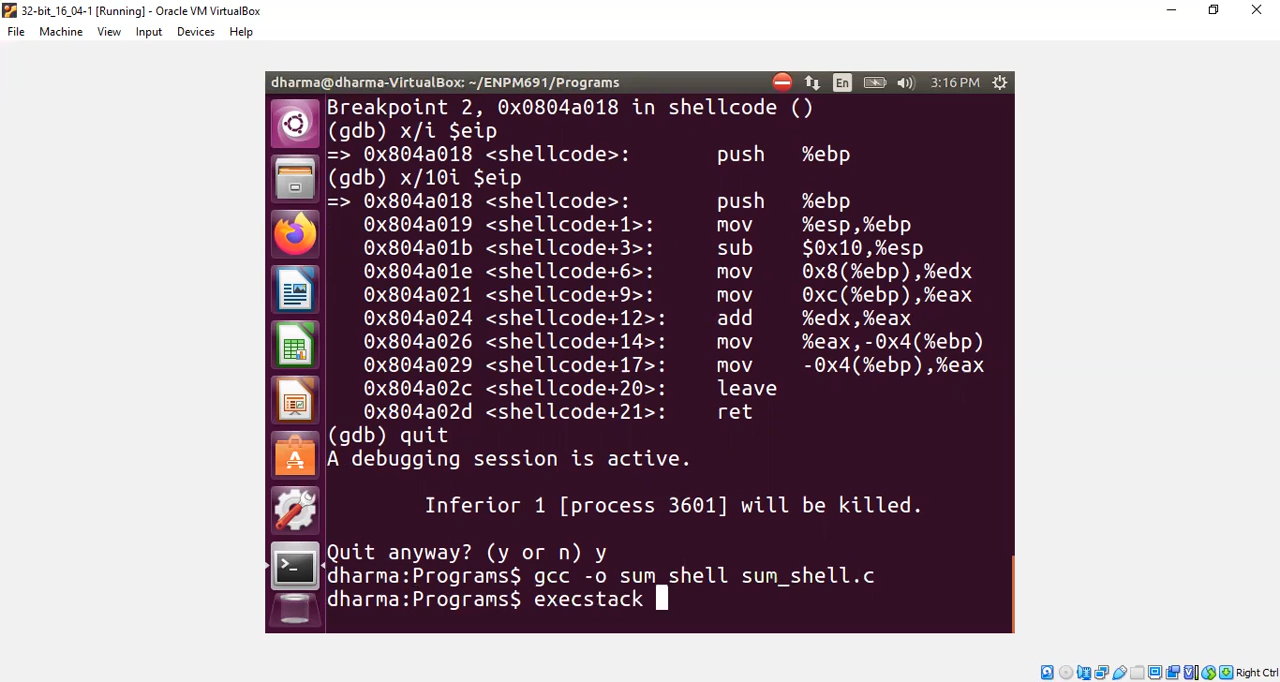 32-bit_16_04-1 [Running] - Oracle VM VirtualBox
File Machine View Input Devices Help
dharma@dharma-VirtualBox: ~/ENPM691/Programs En 3:16 PM
Breakpoint 2, 0x0804a018 in shellcode ()
(gdb) x/i $eip
=> 0x804a018 <shellcode>: push %ebp
(gdb) x/10i $eip
=> 0x804a018 <shellcode>: push %ebp
0x804a019 <shellcode+1>: mov %esp,%ebp
0x804a01b <shellcode+3>: sub $0x10,%esp
0x804a01e <shellcode+6>: mov 0x8(%ebp),%edx
0x804a021 <shellcode+9>: mov 0xc(%ebp),%eax
0x804a024 <shellcode+12>: add %edx,%eax
0x804a026 <shellcode+14>: mov %eax,-0x4(%ebp)
0x804a029 <shellcode+17>: mov -0x4(%ebp),%eax
0x804a02c <shellcode+20>: leave
0x804a02d <shellcode+21>: ret
(gdb) quit
A debugging session is active.
Inferior 1 [process 3601] will be killed.
Quit anyway? (y or n) y
dharma:Programs$ gcc -o sum_shell sum_shell.c
dharma:Programs$ execstack
Right Ctrl